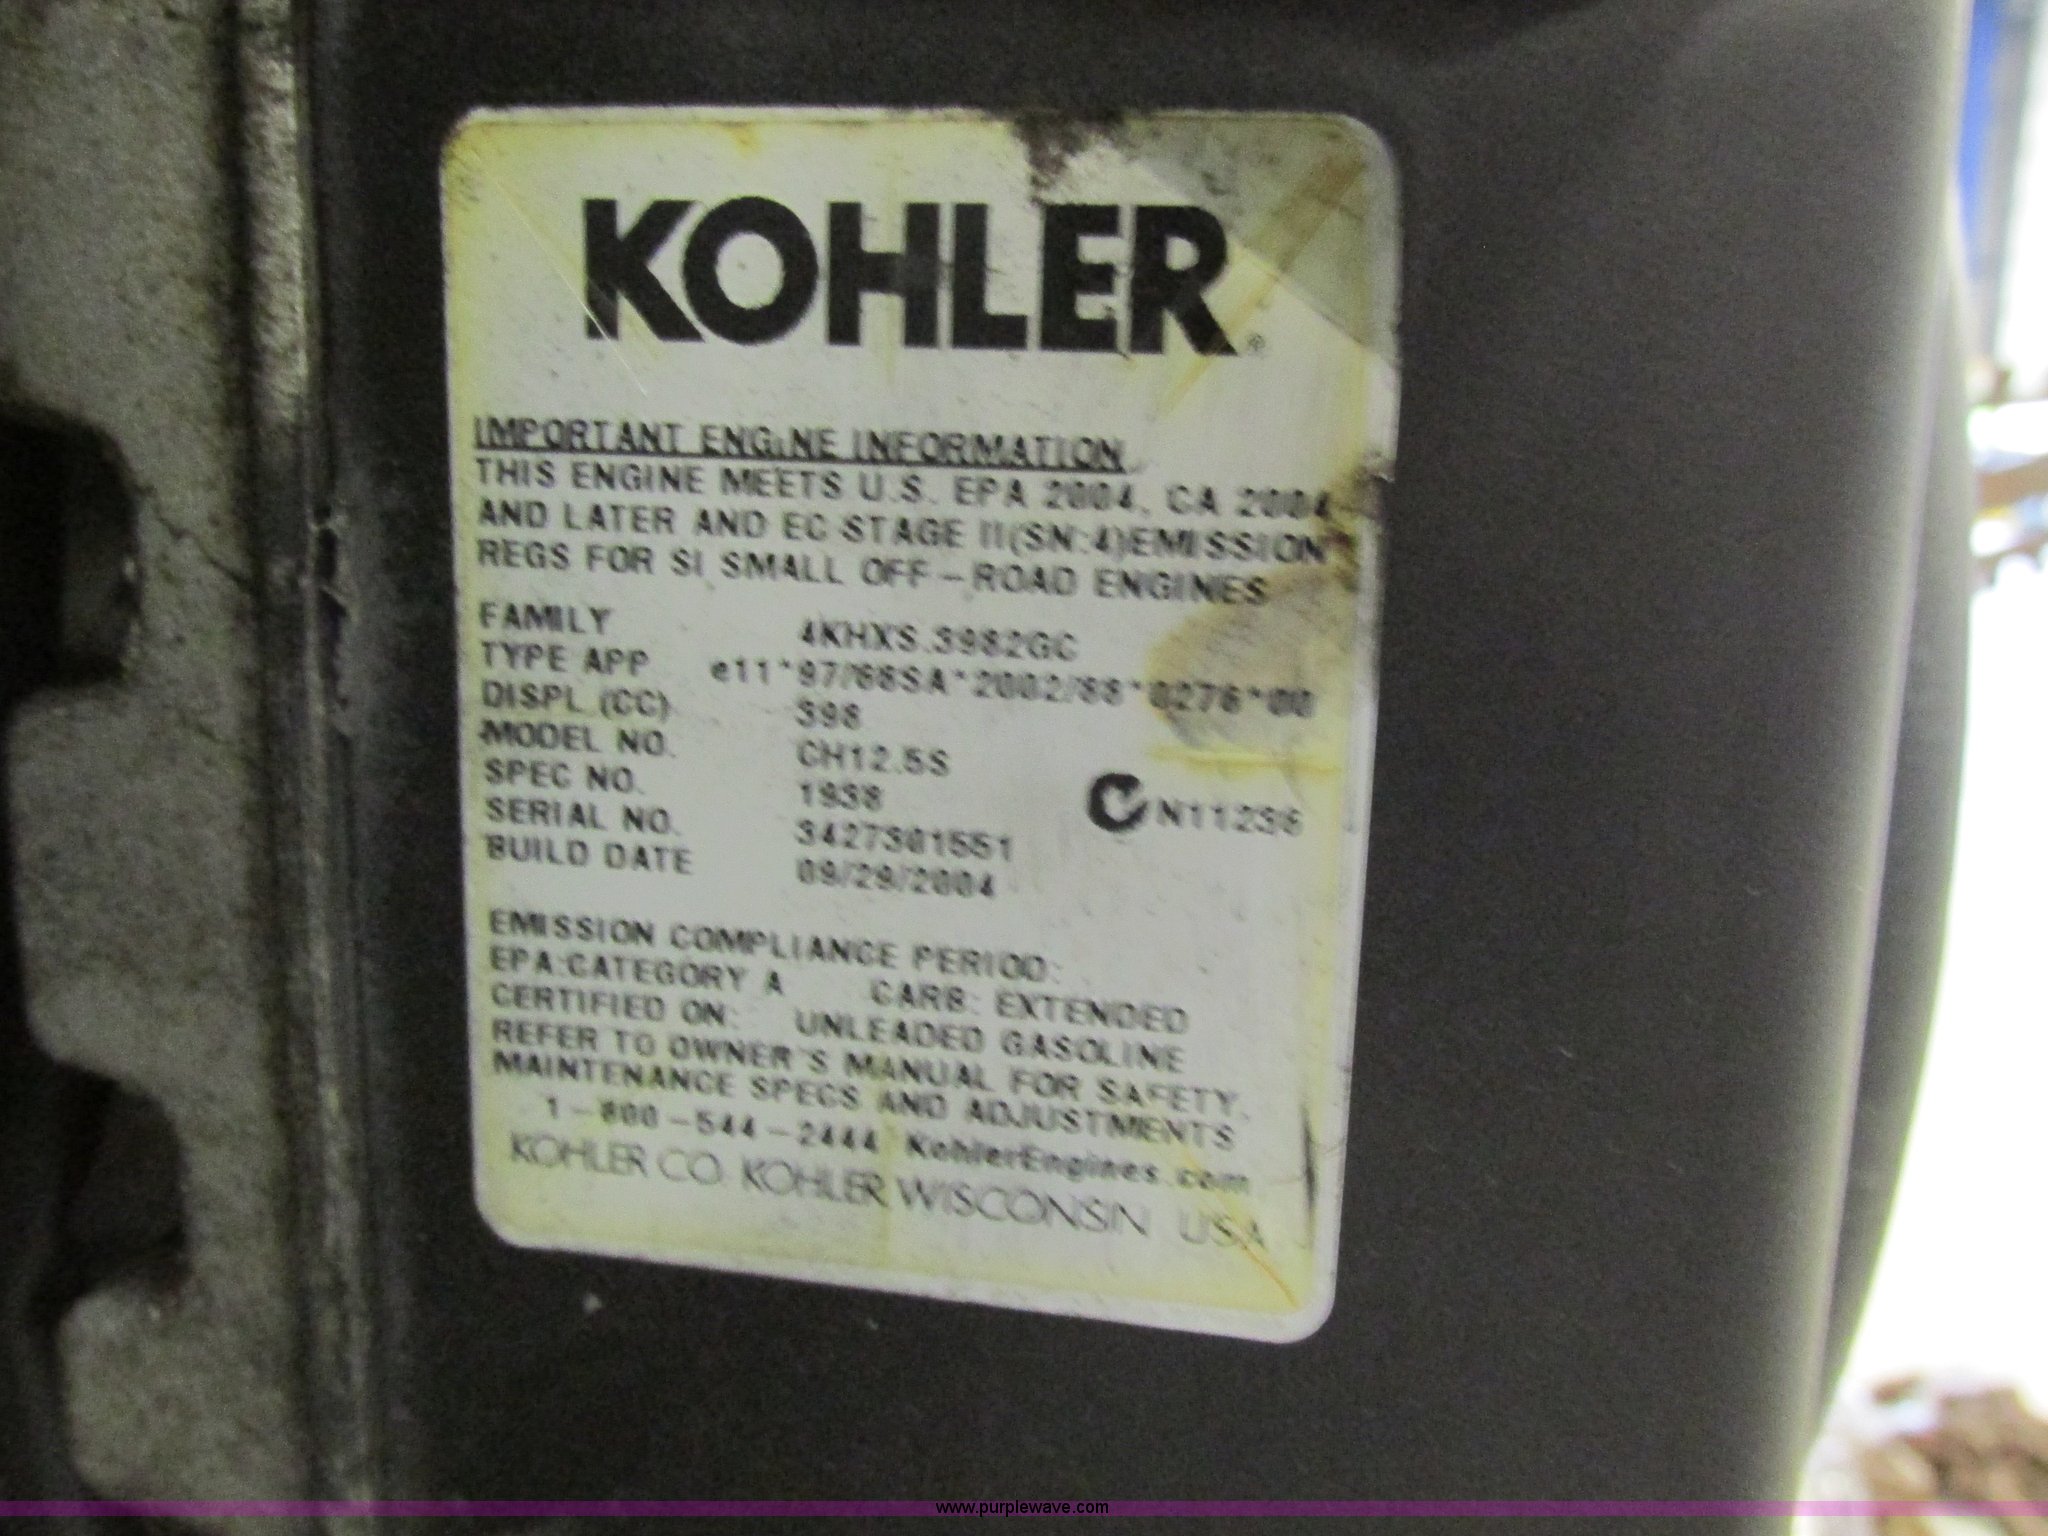 KOHLER®
IMPORTANT ENGINE INFORMATION
THIS ENGINE MEETS U.S. EPA 2004, CA 2004
AND LATER AND EC STAGE II(SN:4)EMISSION
REGS FOR SI SMALL OFF-ROAD ENGINES
FAMILY 4KHXS.3982GC
TYPE APP e11*97/68SA*2002/88*0276*00
DISPL.(CC) 398
MODEL NO. CH12.5S
SPEC NO. 1938 N11236
SERIAL NO. 3427301551
BUILD DATE 09/29/2004
EMISSION COMPLIANCE PERIOD:
EPA:CATEGORY A CARB: EXTENDED
CERTIFIED ON: UNLEADED GASOLINE
REFER TO OWNER'S MANUAL FOR SAFETY,
MAINTENANCE SPECS AND ADJUSTMENTS
1-800-544-2444 KohlerEngines.com
KOHLER CO. KOHLER WISCONSIN USA
www.purplewave.com